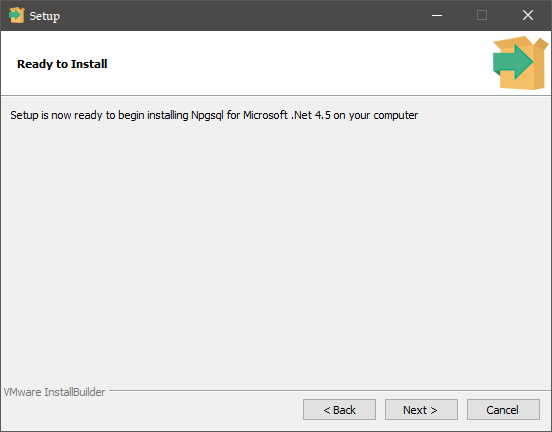 Setup
Ready to Install
Setup is now ready to begin installing Npgsql for Microsoft .Net 4.5 on your computer
VMware InstallBuilder
< Back
Next >
Cancel